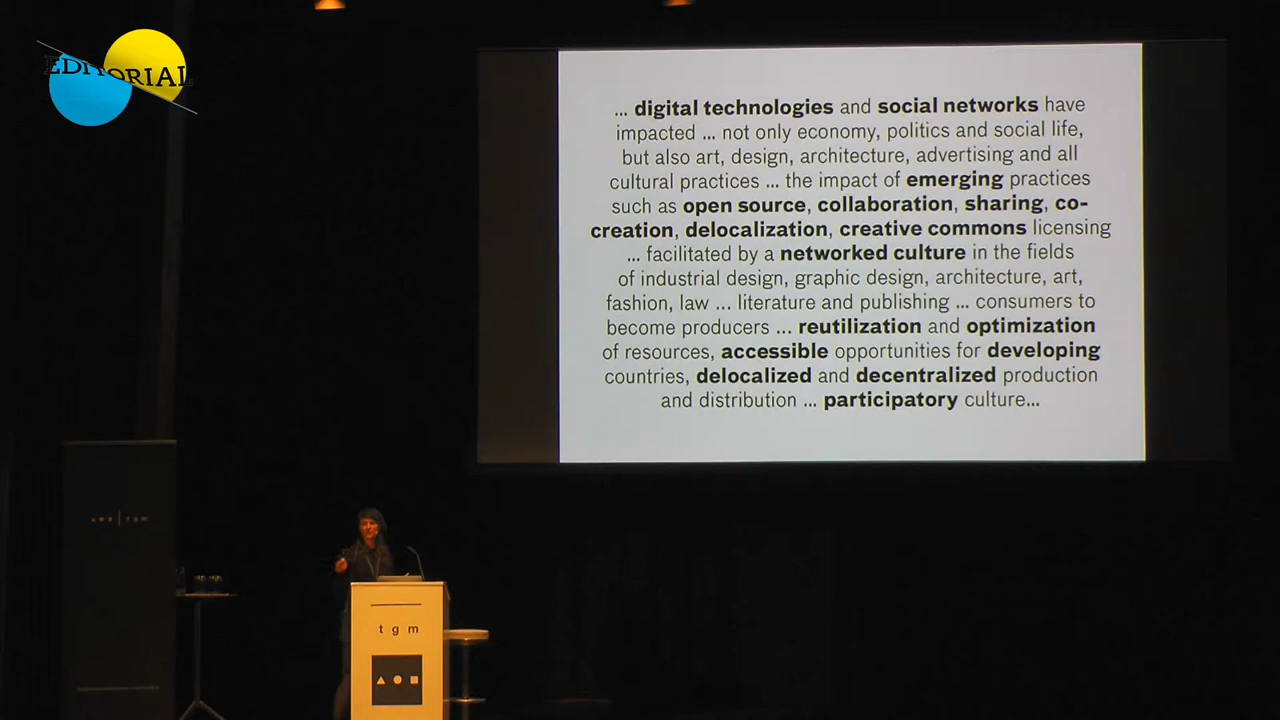 EDITORIAL
... digital technologies and social networks have
impacted ... not only economy, politics and social life,
but also art, design, architecture, advertising and all
cultural practices ... the impact of emerging practices
such as open source, collaboration, sharing, co-
creation, delocalization, creative commons licensing
... facilitated by a networked culture in the fields
of industrial design, graphic design, architecture, art,
fashion, law ... literature and publishing ... consumers to
become producers ... reutilization and optimization
of resources, accessible opportunities for developing
countries, delocalized and decentralized production
and distribution ... participatory culture...
tgm
tgm